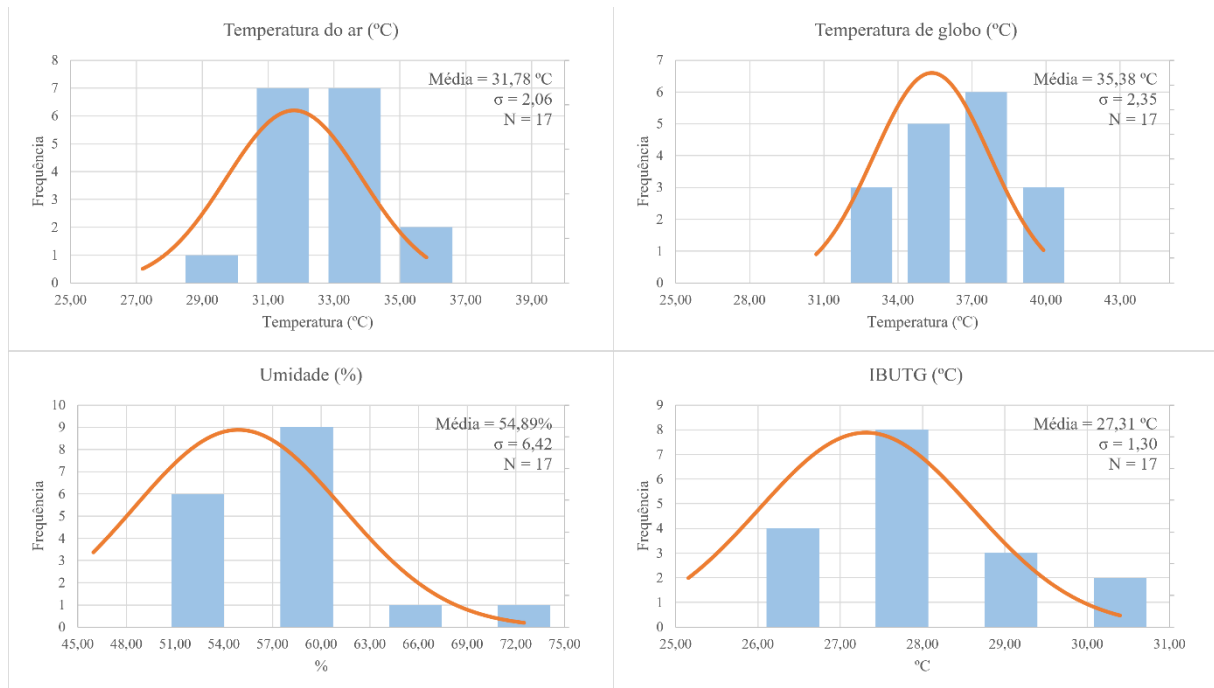 Temperatura do ar (ºC)
8
7
6
5
4
3
2
1
0
Frequência
Média = 31,78 ºC
σ = 2,06
N = 17
25,00 27,00 29,00 31,00 33,00 35,00 37,00 39,00
Temperatura (ºC)
Temperatura de globo (ºC)
7
6
5
4
3
2
1
0
Frequência
Média = 35,38 ºC
σ = 2,35
N = 17
25,00 28,00 31,00 34,00 37,00 40,00 43,00
Temperatura (ºC)
Umidade (%)
10
9
8
7
6
5
4
3
2
1
0
Frequência
Média = 54,89%
σ = 6,42
N = 17
45,00 48,00 51,00 54,00 57,00 60,00 63,00 66,00 69,00 72,00 75,00
%
IBUTG (ºC)
9
8
7
6
5
4
3
2
1
0
Frequência
Média = 27,31 ºC
σ = 1,30
N = 17
25,00 26,00 27,00 28,00 29,00 30,00 31,00
ºC